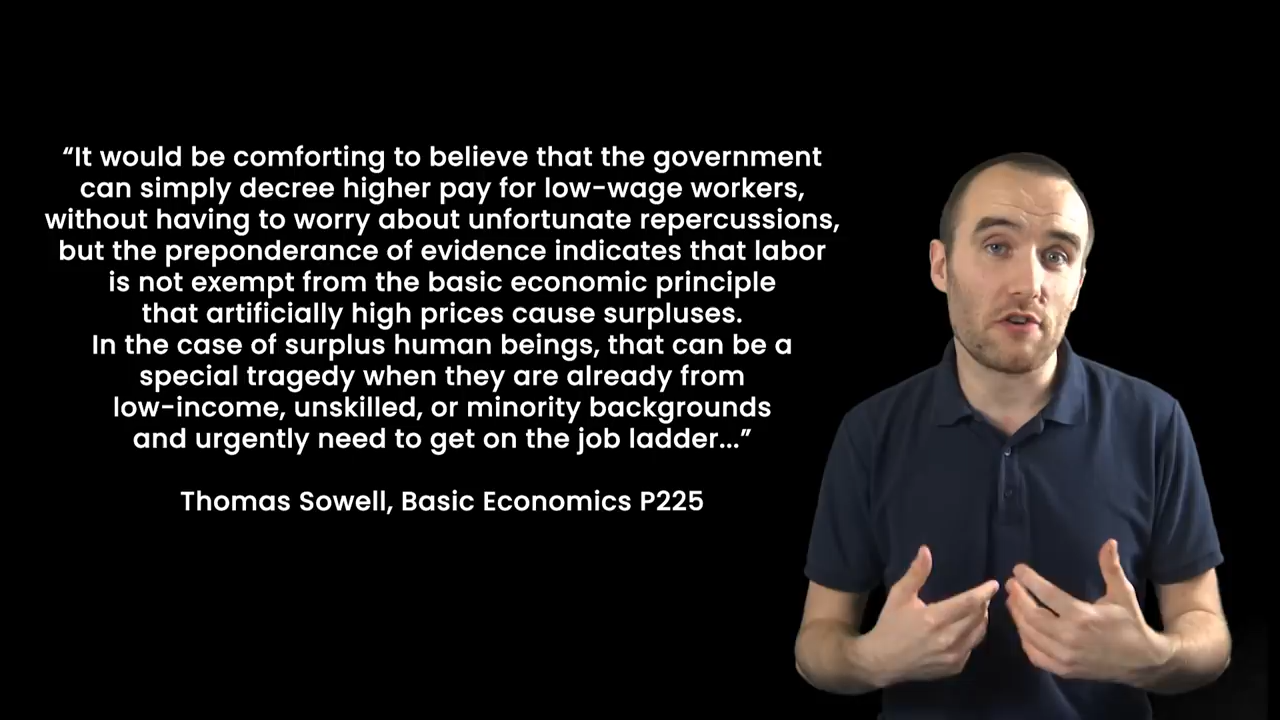 “It would be comforting to believe that the government
can simply decree higher pay for low-wage workers,
without having to worry about unfortunate repercussions,
but the preponderance of evidence indicates that labor
is not exempt from the basic economic principle
that artificially high prices cause surpluses.
In the case of surplus human beings, that can be a
special tragedy when they are already from
low-income, unskilled, or minority backgrounds
and urgently need to get on the job ladder...”
Thomas Sowell, Basic Economics P225